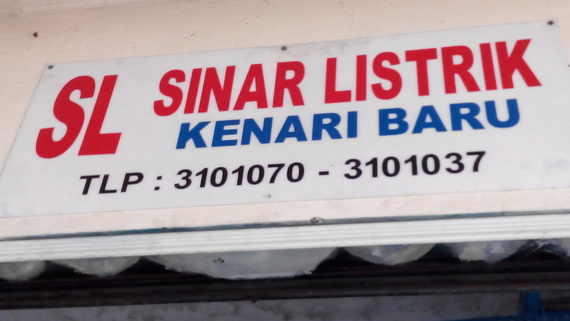 SL SINAR LISTRIK
KENARI BARU
TLP : 3101070 - 3101037